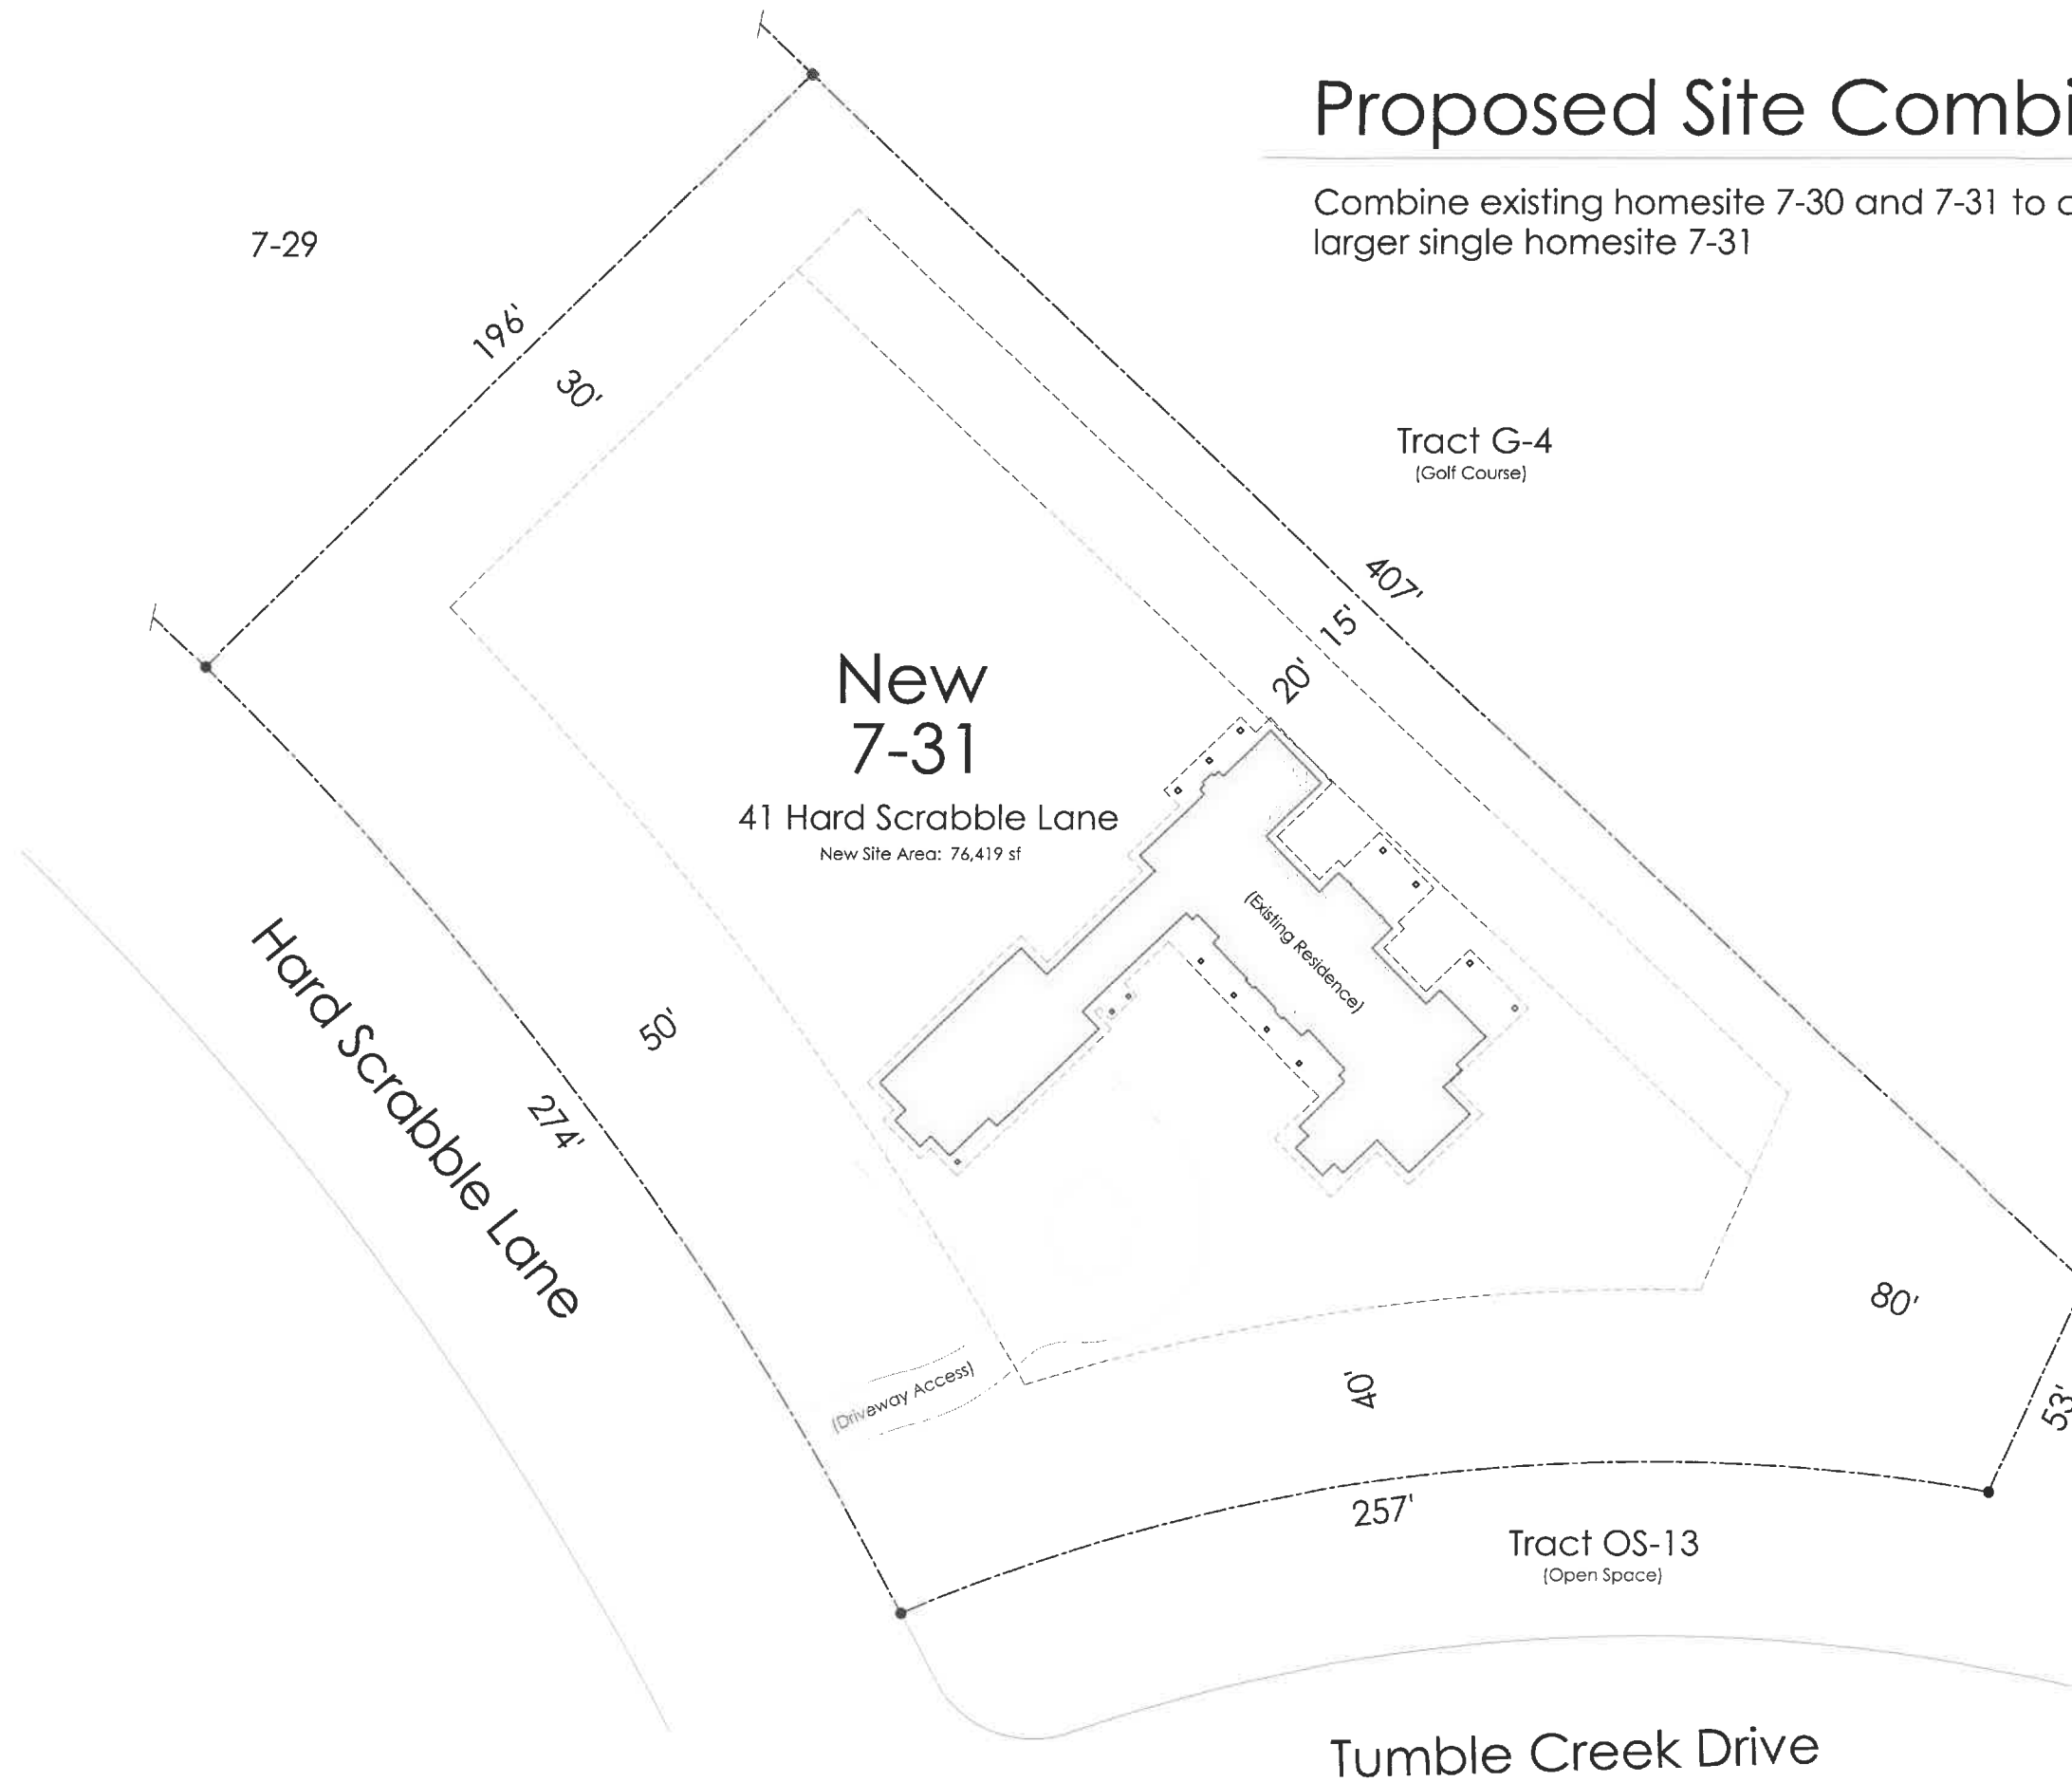 Proposed Site Combi
Combine existing homesite 7-30 and 7-31 to c
larger single homesite 7-31
7-29
196'
30'
Tract G-4
(Golf Course)
407'
15'
20'
New
7-31
41 Hard Scrabble Lane
New Site Area: 76,419 sf
(Existing Residence)
Hard Scrabble Lane
50'
274'
80'
(Driveway Access)
40'
53'
257'
Tract OS-13
(Open Space)
Tumble Creek Drive